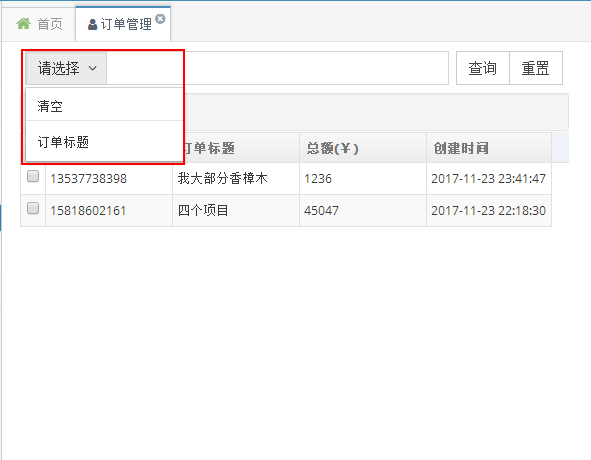 首页 订单管理
请选择 查询 重置
清空
订单标题
订单标题 总额(￥) 创建时间
13537738398 我大部分香樟木 1236 2017-11-23 23:41:47
15818602161 四个项目 45047 2017-11-23 22:18:30